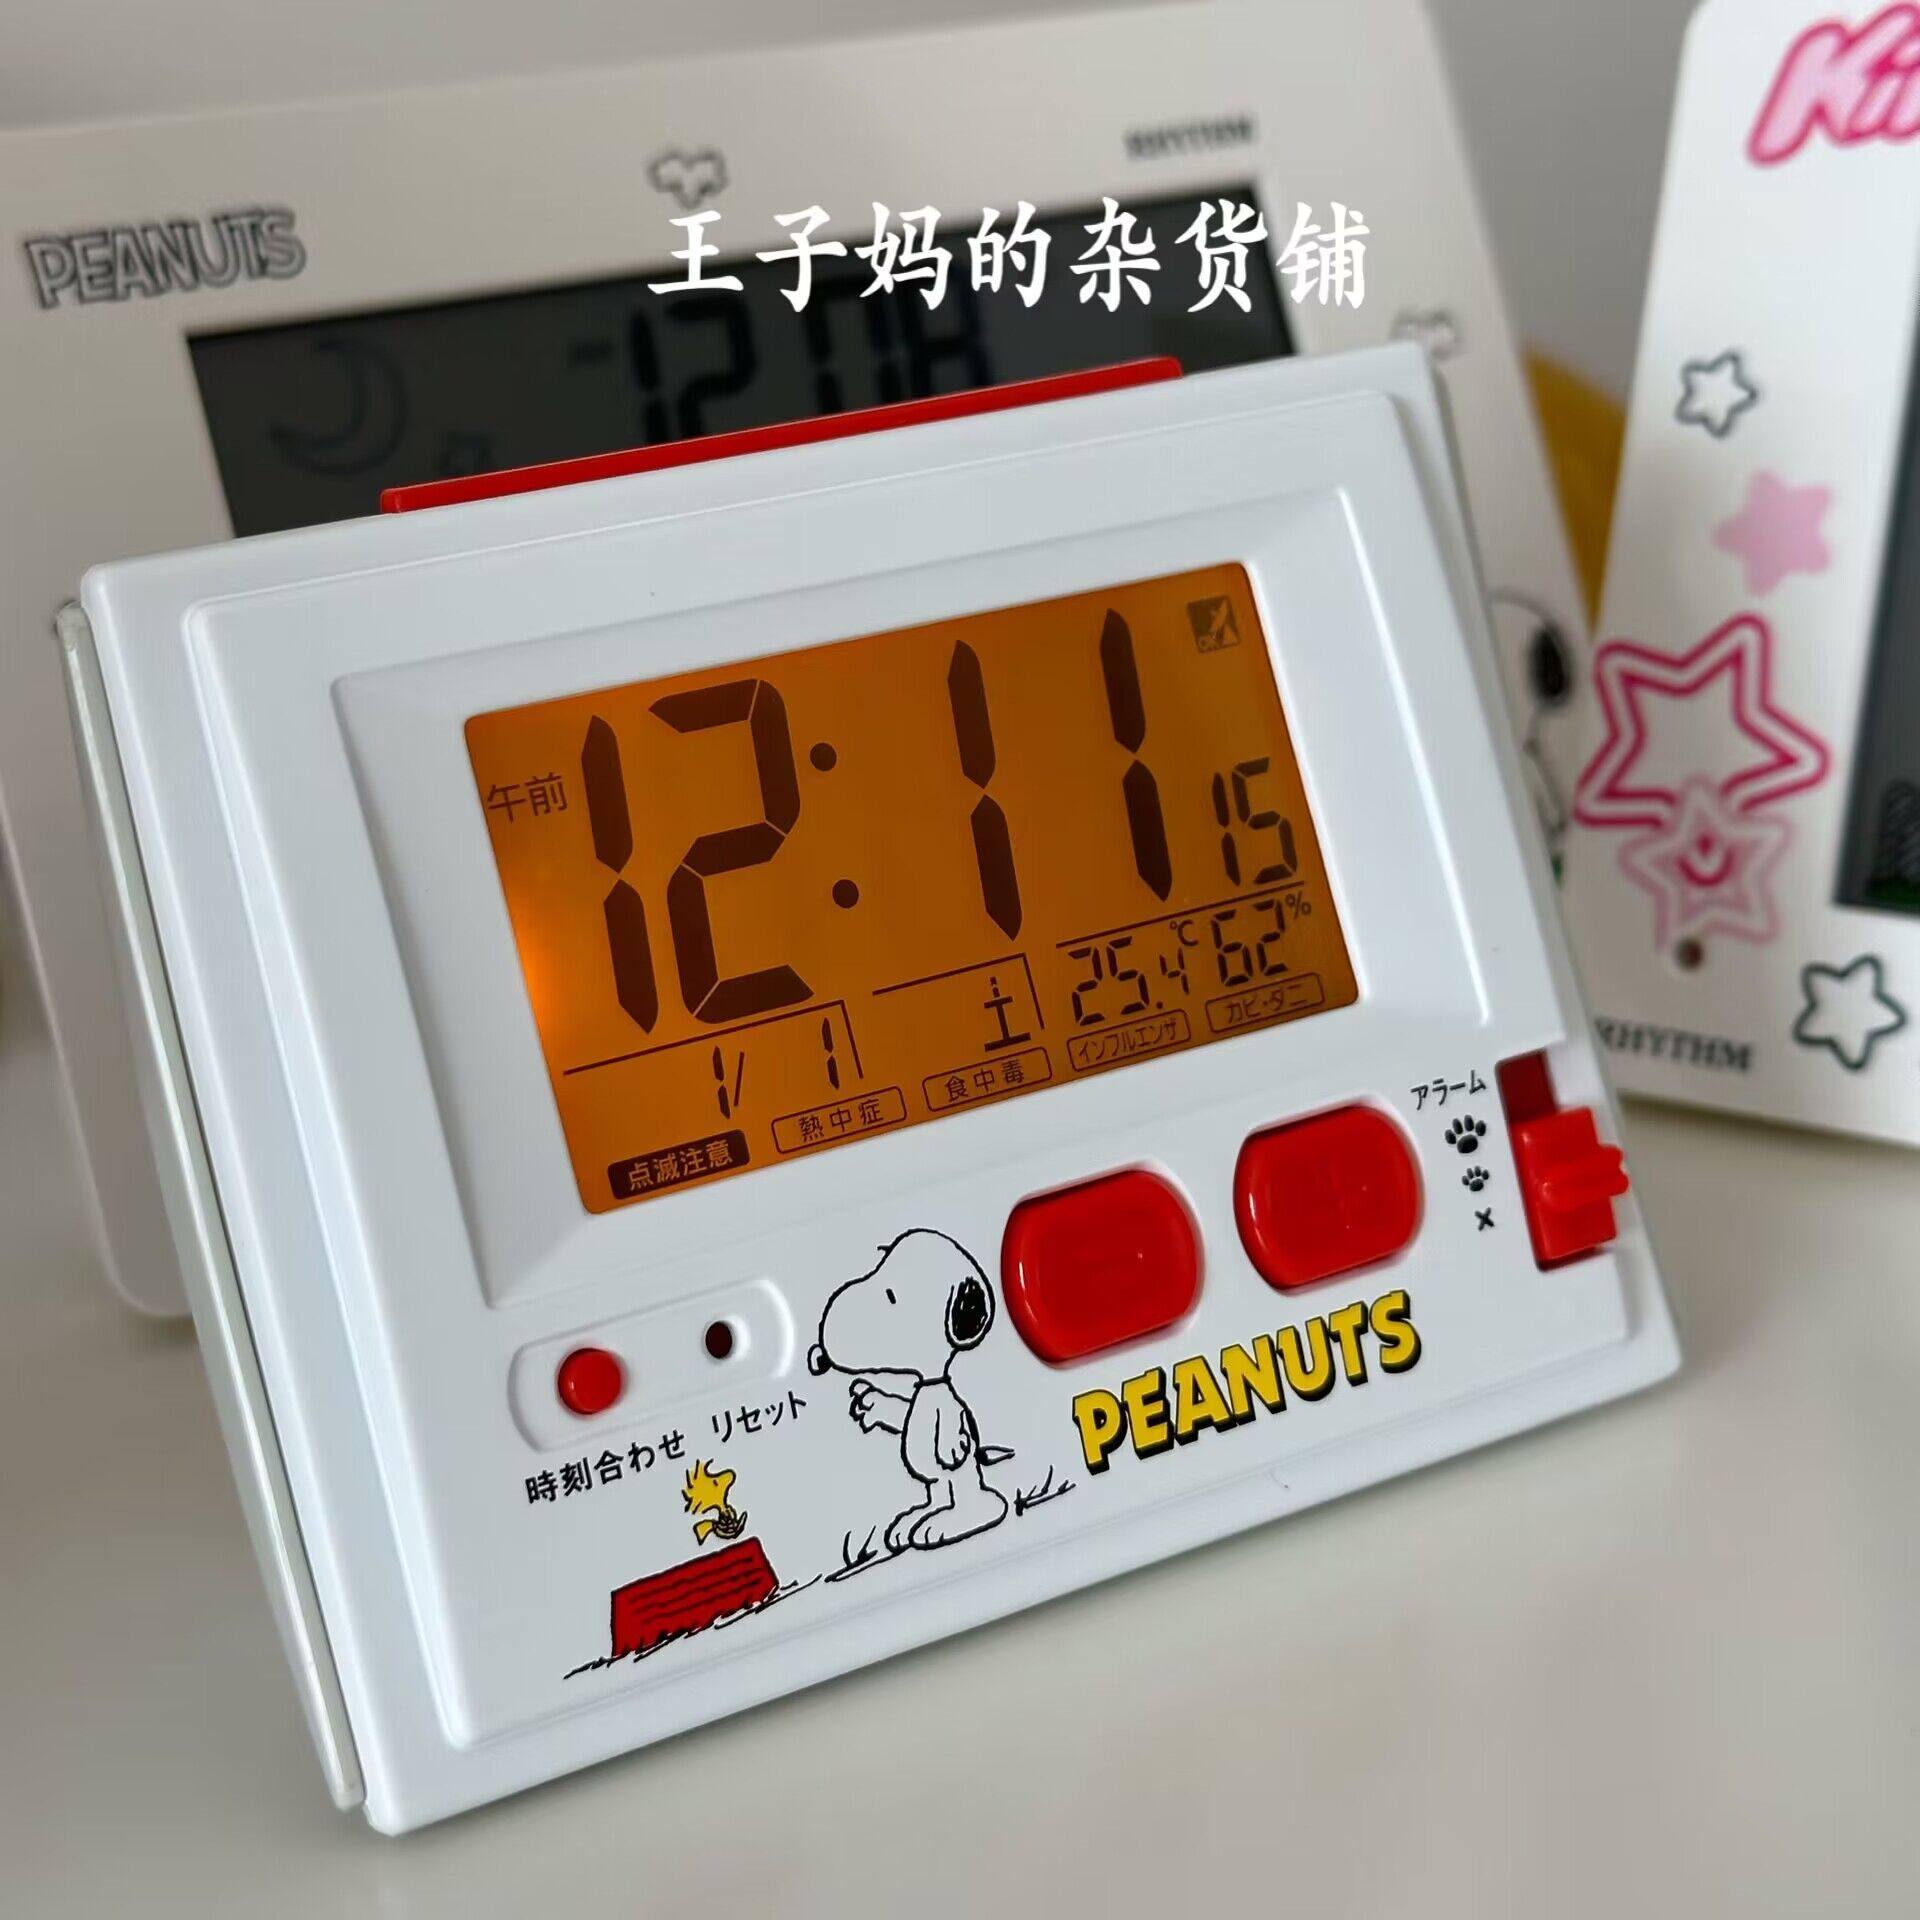 RHYTHM
PEANUTS
王子妈的杂货铺
Ki
午前 12:11 15
25.4℃ 62%
1/1 土
点滅注意 熱中症 食中毒 インフルエンザ カビ・ダニ
アラーム
×
時刻合わせ リセット
PEANUTS
RHYTHM